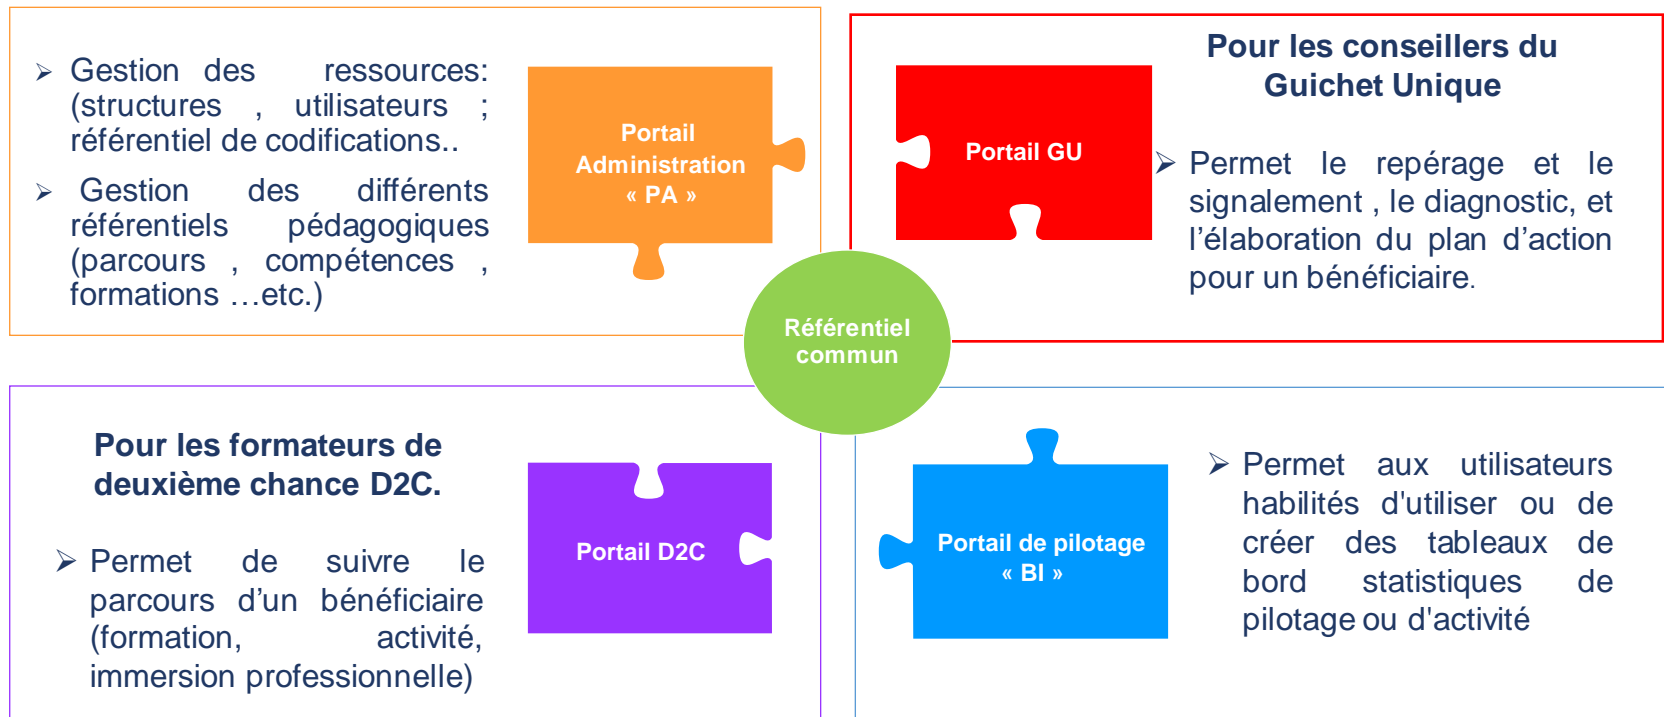 ➢ Gestion des ressources:
(structures , utilisateurs ;
référentiel de codifications..
➢ Gestion des différents
référentiels pédagogiques
(parcours , compétences ,
formations …etc.)
Portail
Administration
« PA »
Portail GU
Pour les conseillers du
Guichet Unique
➢ Permet le repérage et le
signalement , le diagnostic, et
l’élaboration du plan d’action
pour un bénéficiaire.
Référentiel
commun
Pour les formateurs de
deuxième chance D2C.
➢ Permet de suivre le
parcours d’un bénéficiaire
(formation, activité,
immersion professionnelle)
Portail D2C
Portail de pilotage
« BI »
➢ Permet aux utilisateurs
habilités d'utiliser ou de
créer des tableaux de
bord statistiques de
pilotage ou d'activité